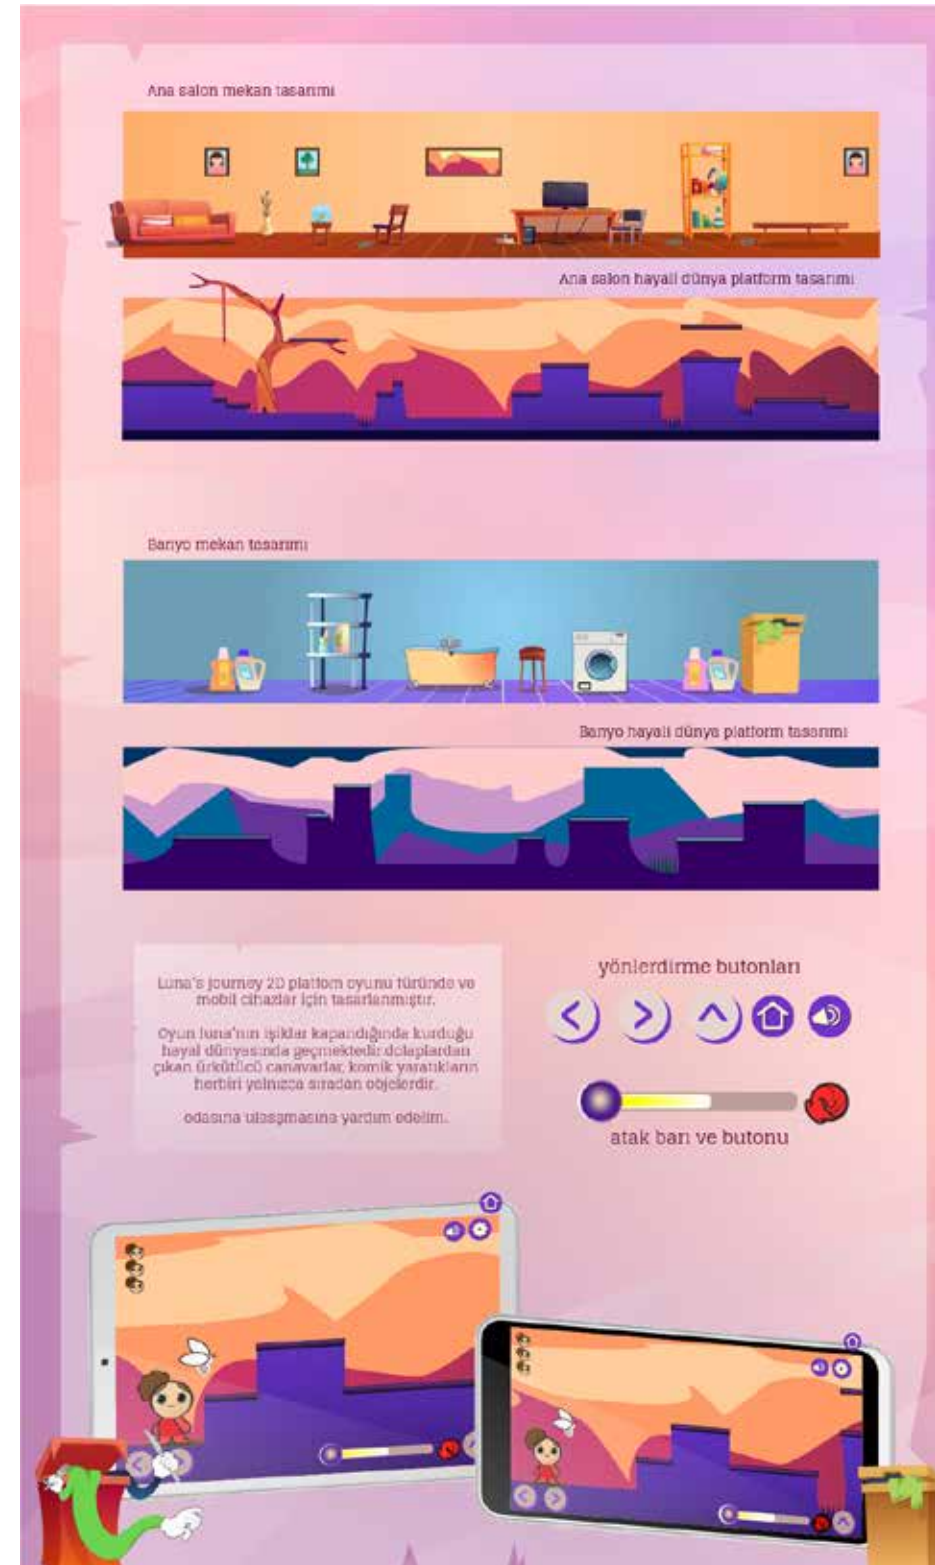 Ana salon mekan tasarımı
Ana salon hayali dünya platform tasarımı
Banyo mekan tasarımı
Banyo hayali dünya platform tasarımı
Luna's journey 2D platfom oyunu türünde ve
mobil cihazlar için tasarlanmıştır.
Oyun luna'nın ışıklar kapandığında kurduğu
hayal dünyasında geçmektedir.dolaplardan
çıkan ürkütücü canavarlar, komik yaratıkların
herbiri yalnızca sıradan objelerdir.
odasına ulaşmasına yardım edelim.
yönlerdirme butonları
atak barı ve butonu